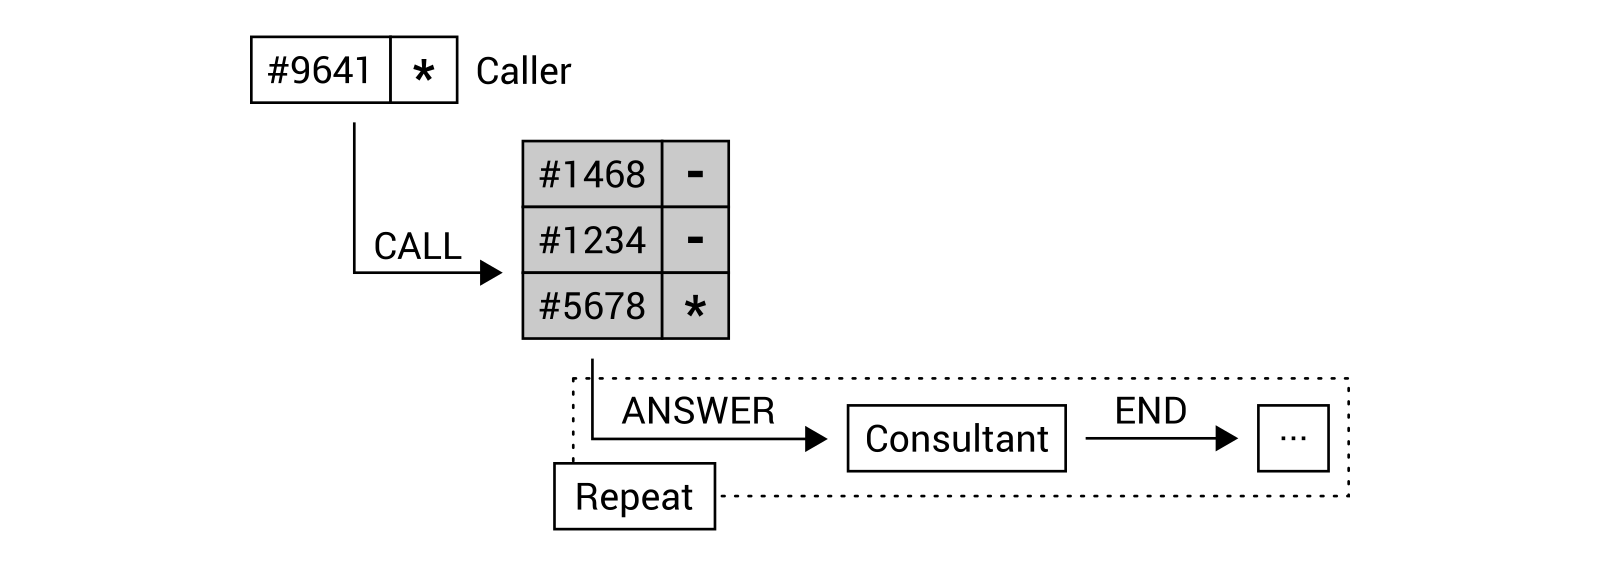 #9641 * Caller
CALL
#1468 -
#1234 -
#5678 *
ANSWER
Consultant
END
...
Repeat